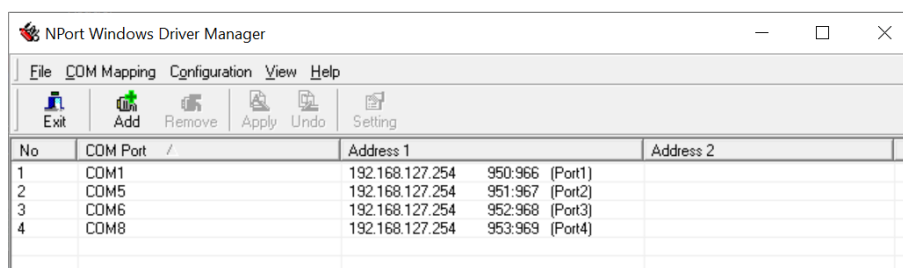 NPort Windows Driver Manager
File COM Mapping Configuration View Help
Exit Add Remove Apply Undo Setting
No COM Port Address 1 Address 2
1 COM1 192.168.127.254 950:966 (Port1)
2 COM5 192.168.127.254 951:967 (Port2)
3 COM6 192.168.127.254 952:968 (Port3)
4 COM8 192.168.127.254 953:969 (Port4)